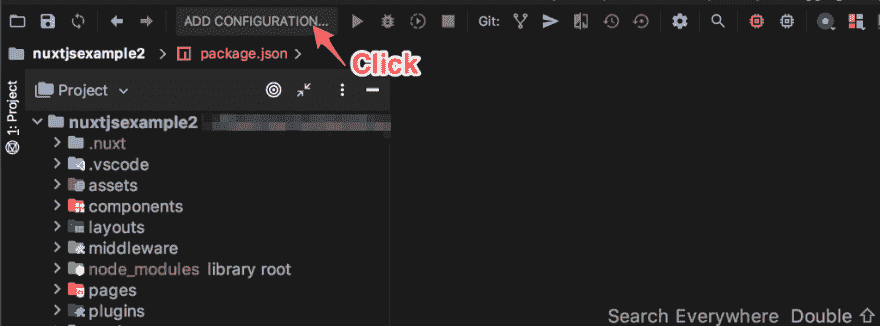 ADD CONFIGURATION...
Git:
nuxtjsexample2 > package.json >
Click
1: Project
Project
nuxtjsexample2
.nuxt
.vscode
assets
components
layouts
middleware
node_modules library root
pages
plugins
Search Everywhere Double ⇧